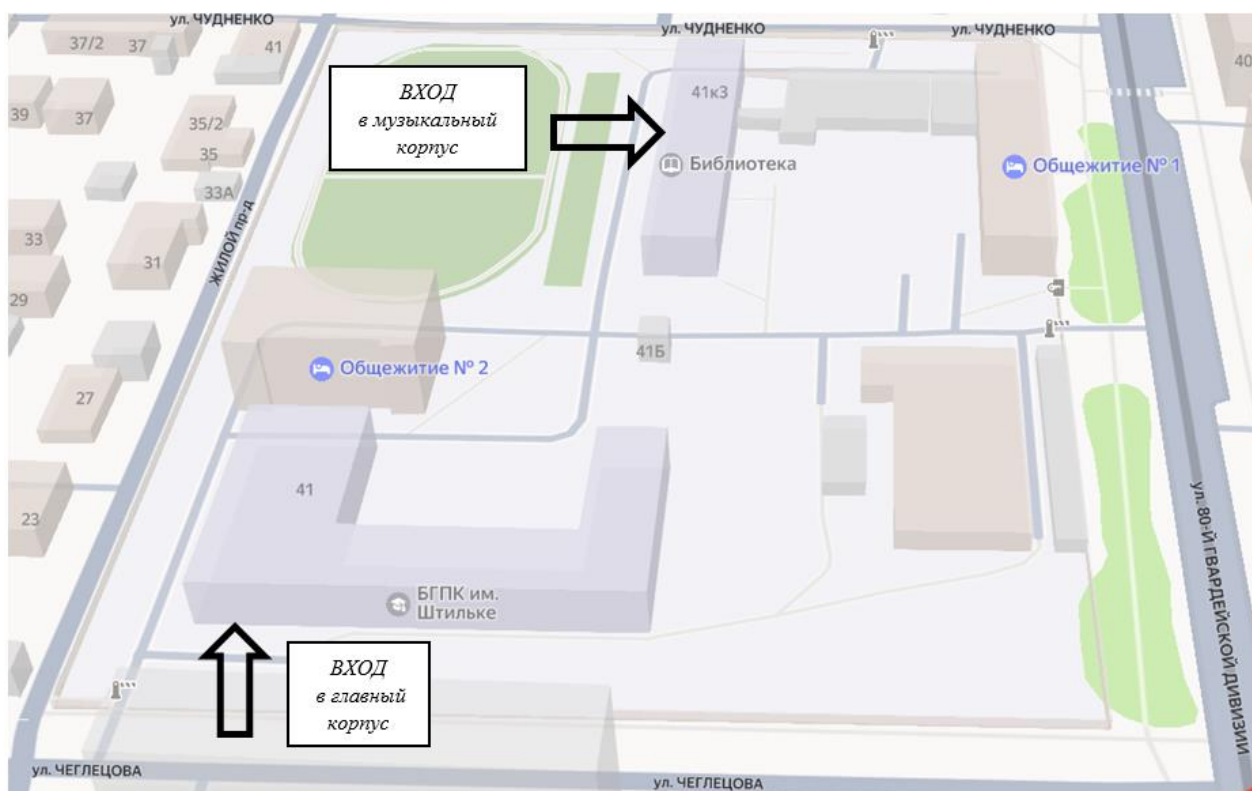 ул. ЧУДНЕНКО
ул. ЧУДНЕНКО
ул. ЧУДНЕНКО
37/2
37
41
40
39
37
35/2
35
33А
33
31
29
27
23
ЖИЛОЙ пр-д
ВХОД
в музыкальный
корпус
41к3
Библиотека
Общежитие № 1
41Б
Общежитие № 2
41
БГПК им.
Штильке
ВХОД
в главный
корпус
ул. 80-Й ГВАРДЕЙСКОЙ ДИВИЗИИ
ул. ЧЕГЛЕЦОВА
ул. ЧЕГЛЕЦОВА